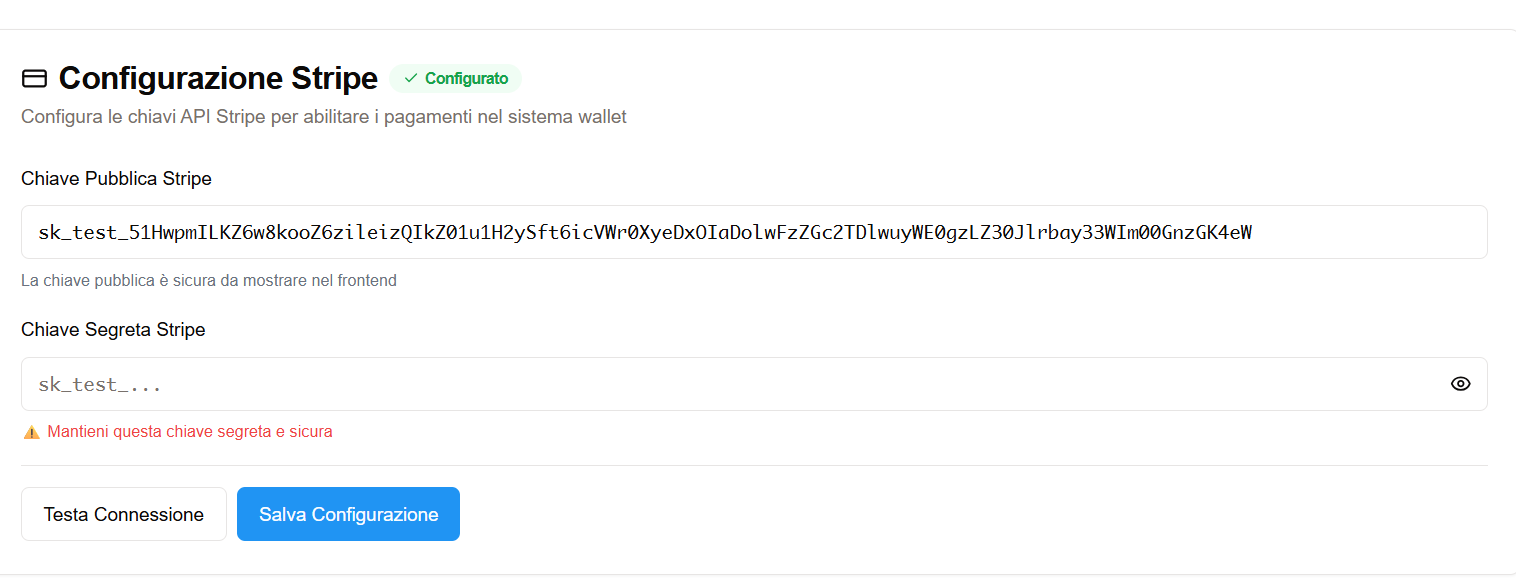 Configurazione Stripe
Configurato
Configura le chiavi API Stripe per abilitare i pagamenti nel sistema wallet
Chiave Pubblica Stripe
sk_test_51HwpmILKZ6w8kooZ6zileizQIkZ01u1H2ySft6icVWr0XyeDxOIaDolwFzZGc2TDlwuyWE0gzLZ30Jlrbay33WIm00GnzGK4eW
La chiave pubblica è sicura da mostrare nel frontend
Chiave Segreta Stripe
sk_test_...
Mantieni questa chiave segreta e sicura
Testa Connessione
Salva Configurazione